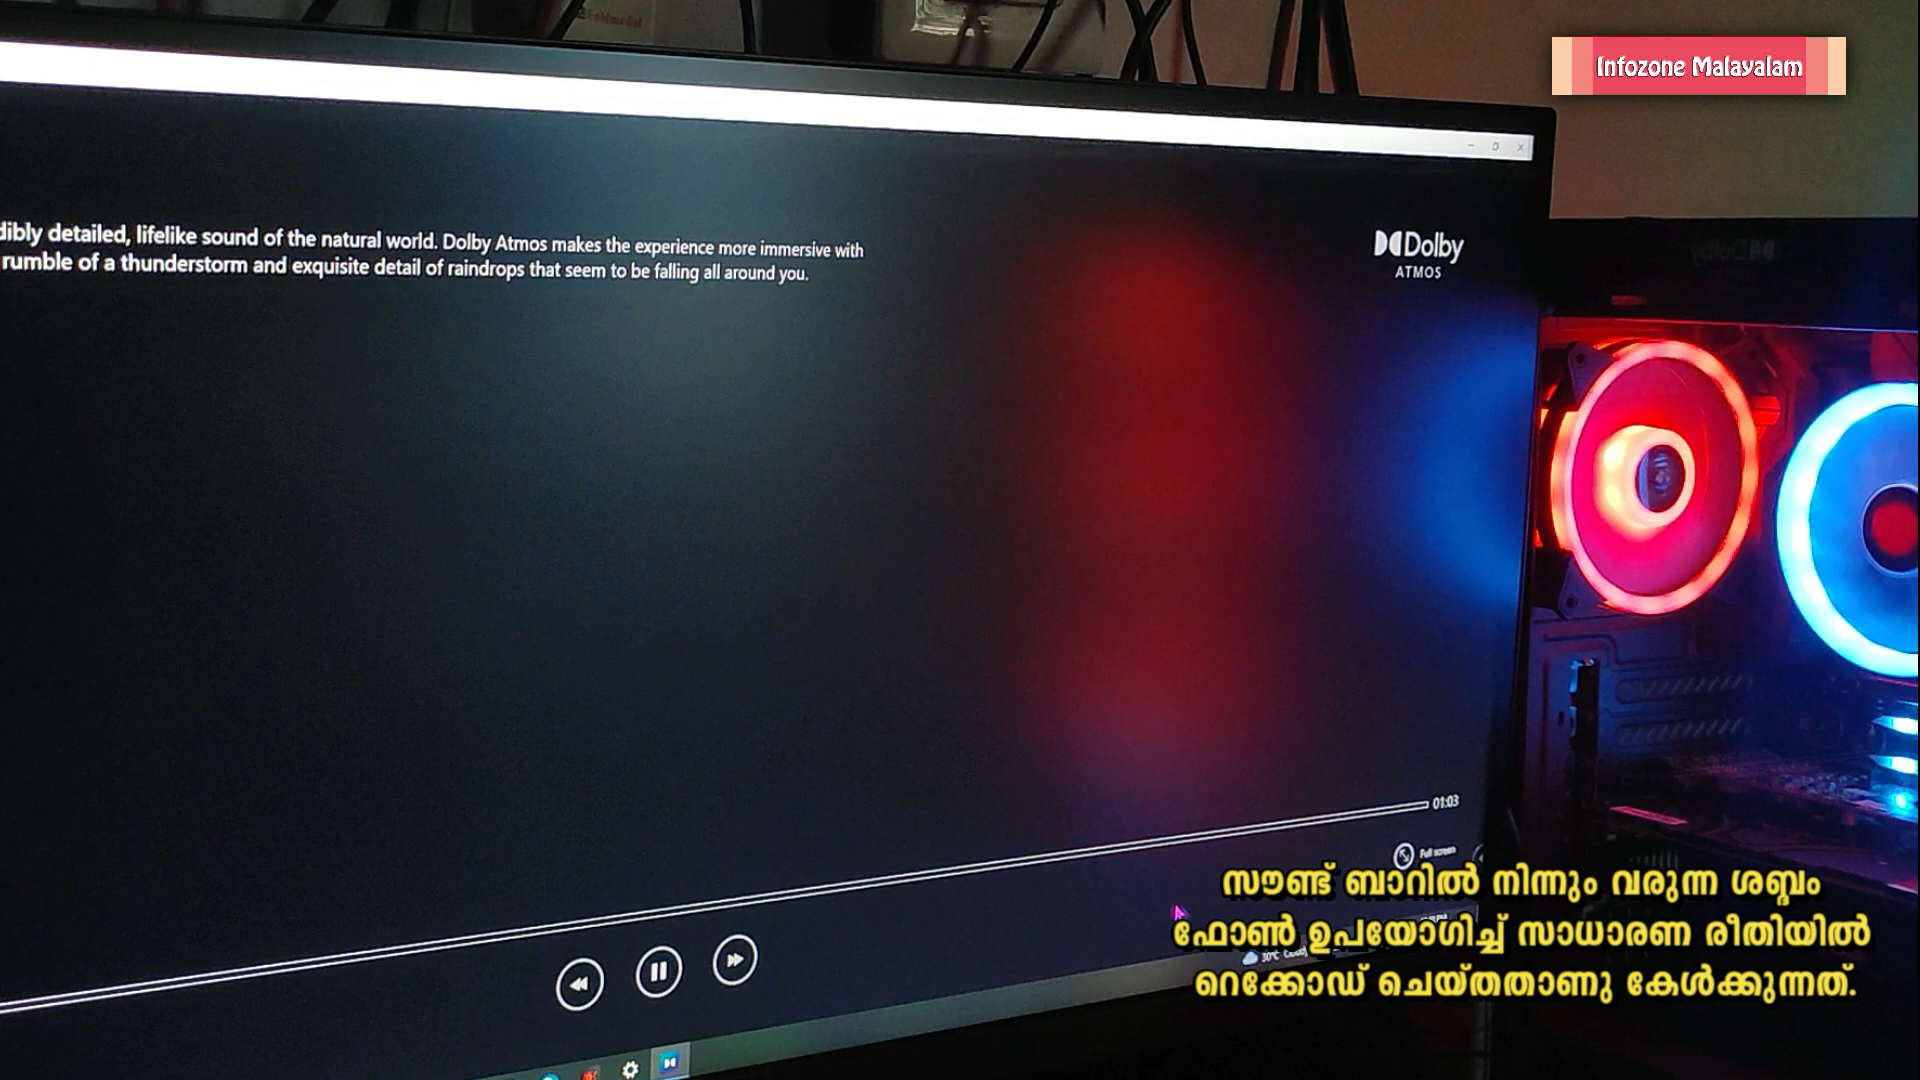 Goldmedal
Infozone Malayalam
dibly detailed, lifelike sound of the natural world. Dolby Atmos makes the experience more immersive with
rumble of a thunderstorm and exquisite detail of raindrops that seem to be falling all around you.
Dolby
ATMOS
01:03
Full screen
സൗണ്ട് ബാറിൽ നിന്നും വരുന്ന ശബ്ദം
ഫോൺ ഉപയോഗിച്ച് സാധാരണ രീതിയിൽ
റെക്കോഡ് ചെയ്തതാണു കേൾക്കുന്നത്.
30°C